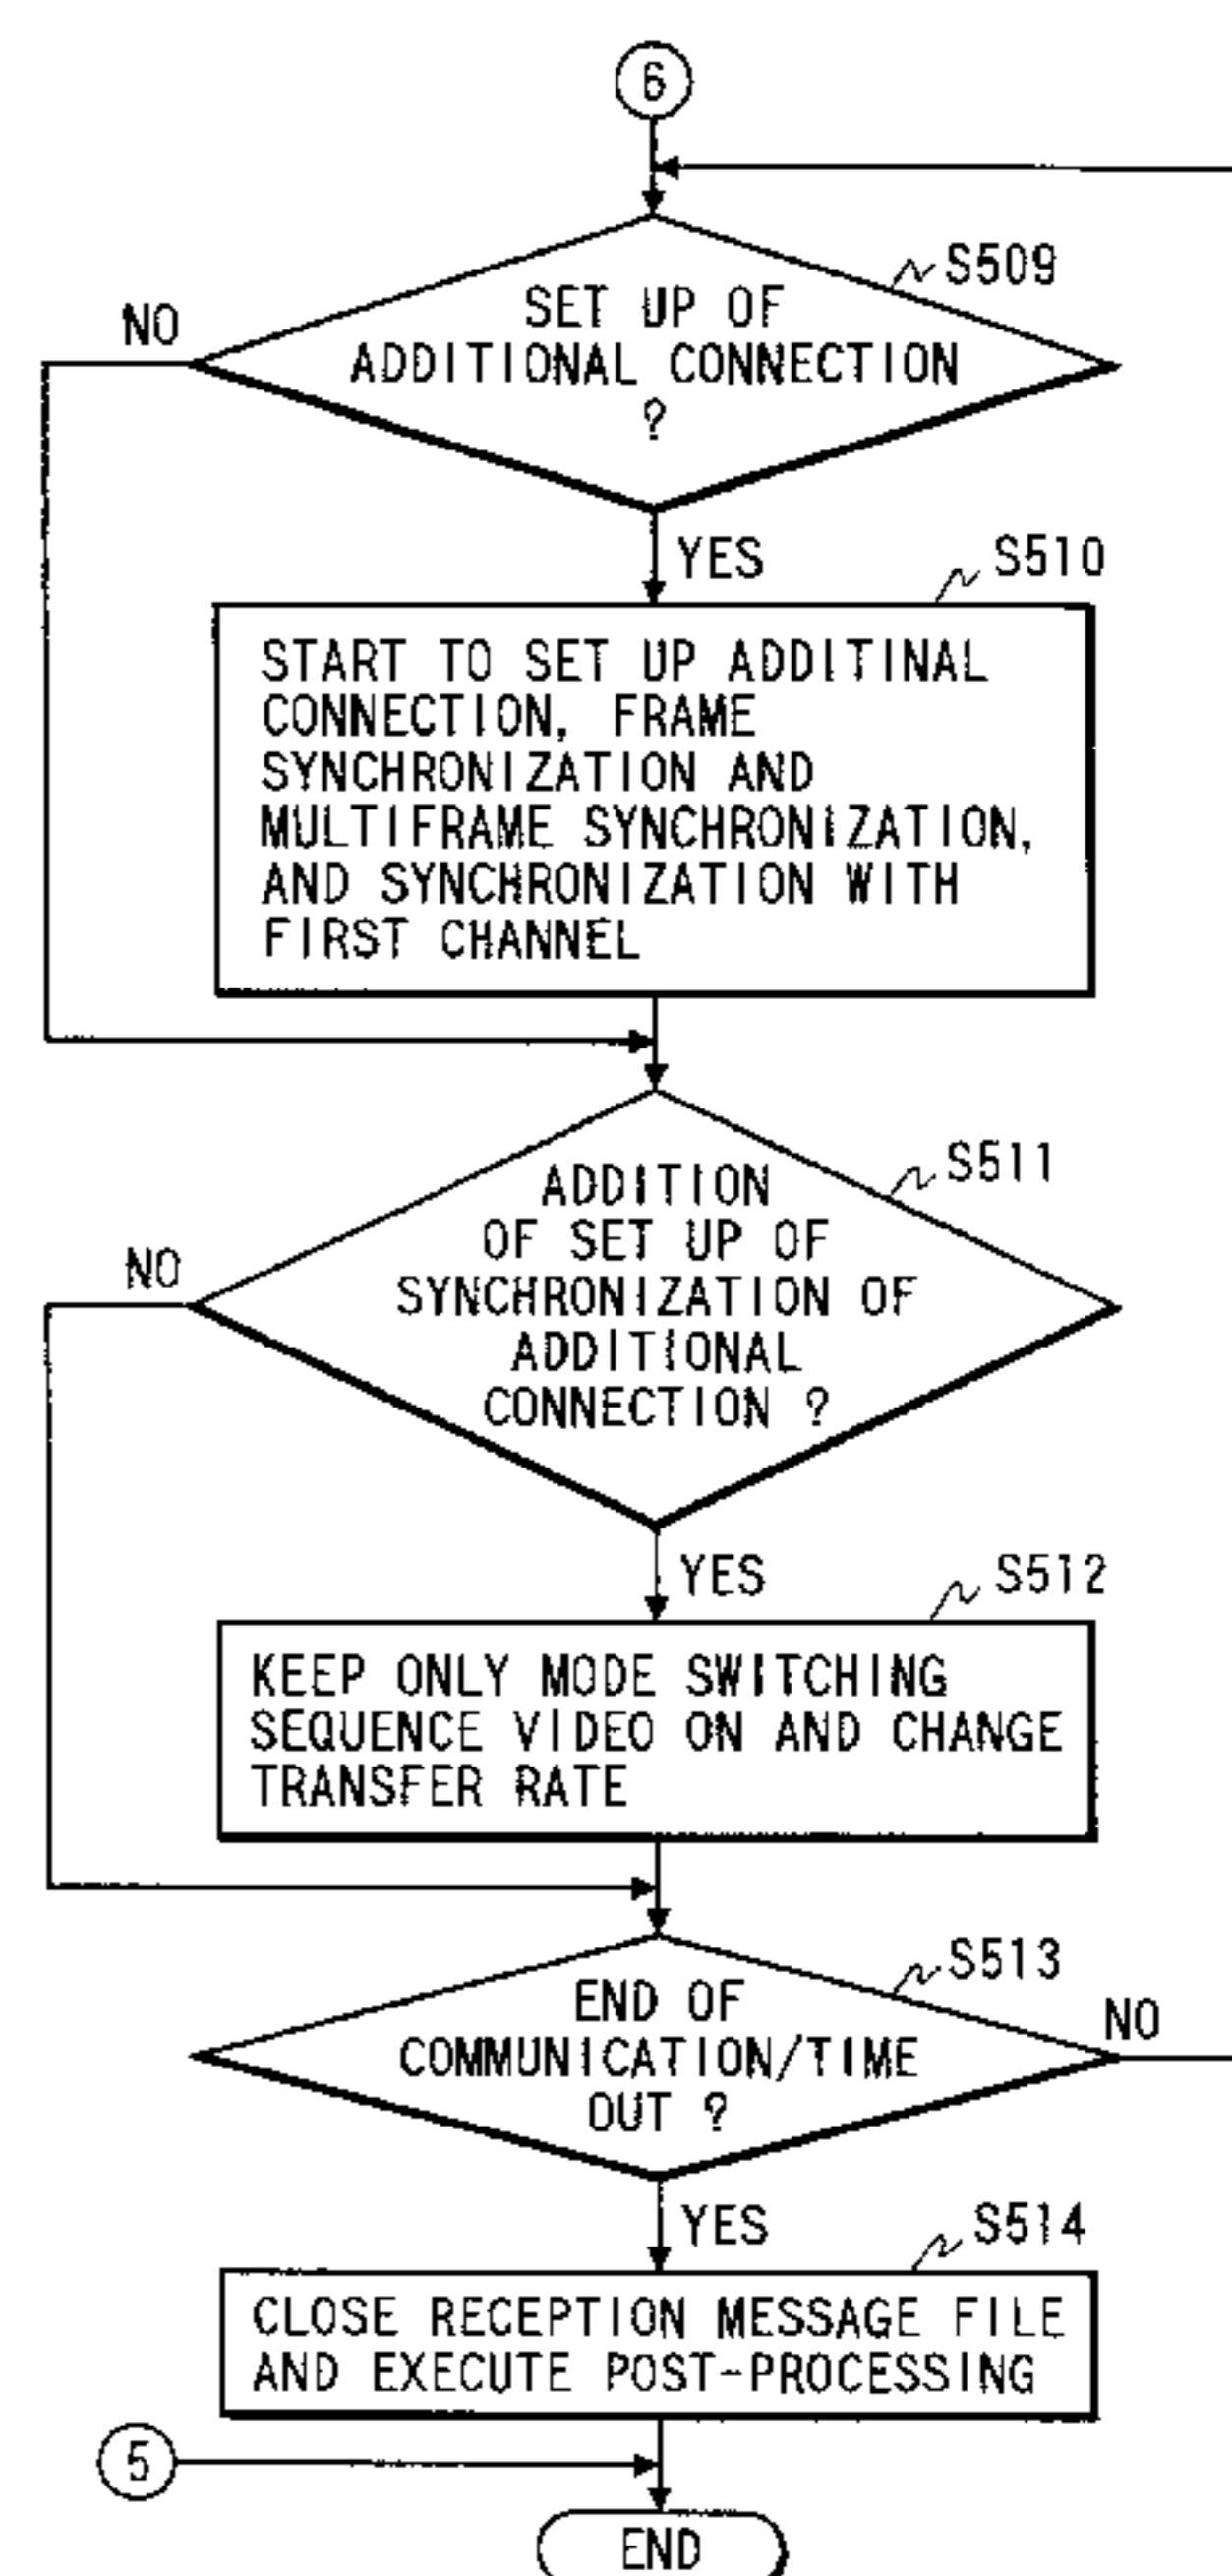 6
S509
NO
SET UP OF
ADDITIONAL CONNECTION
?
YES
S510
START TO SET UP ADDITINAL
CONNECTION, FRAME
SYNCHRONIZATION AND
MULTIFRAME SYNCHRONIZATION,
AND SYNCHRONIZATION WITH
FIRST CHANNEL
S511
NO
ADDITION
OF SET UP OF
SYNCHRONIZATION OF
ADDITIONAL
CONNECTION ?
YES
S512
KEEP ONLY MODE SWITCHING
SEQUENCE VIDEO ON AND CHANGE
TRANSFER RATE
S513
NO
END OF
COMMUNICATION/TIME
OUT ?
YES
S514
CLOSE RECEPTION MESSAGE FILE
AND EXECUTE POST-PROCESSING
5
END